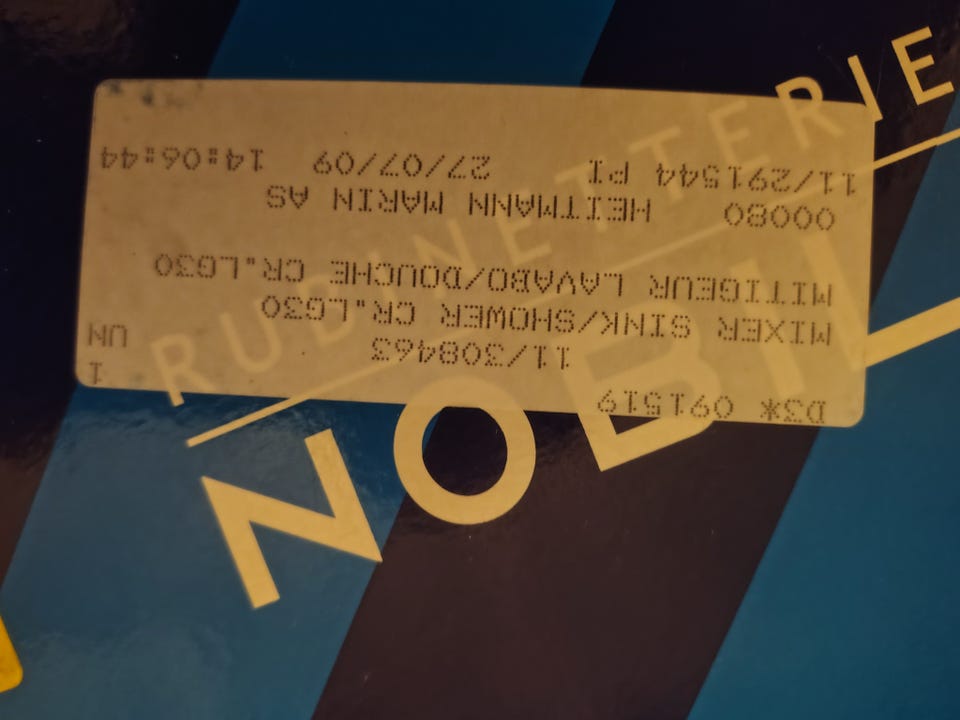 D3* 091519 1
11/308463 UN
MIXER SINK/SHOWER CR.LG30
MITIGEUR LAVABO/DOUCHE CR.LG30
00080 HEITMANN MARIN AS
11/291544 PI 27/07/09 14:06:44
RUBINETTERIE
NOBIL